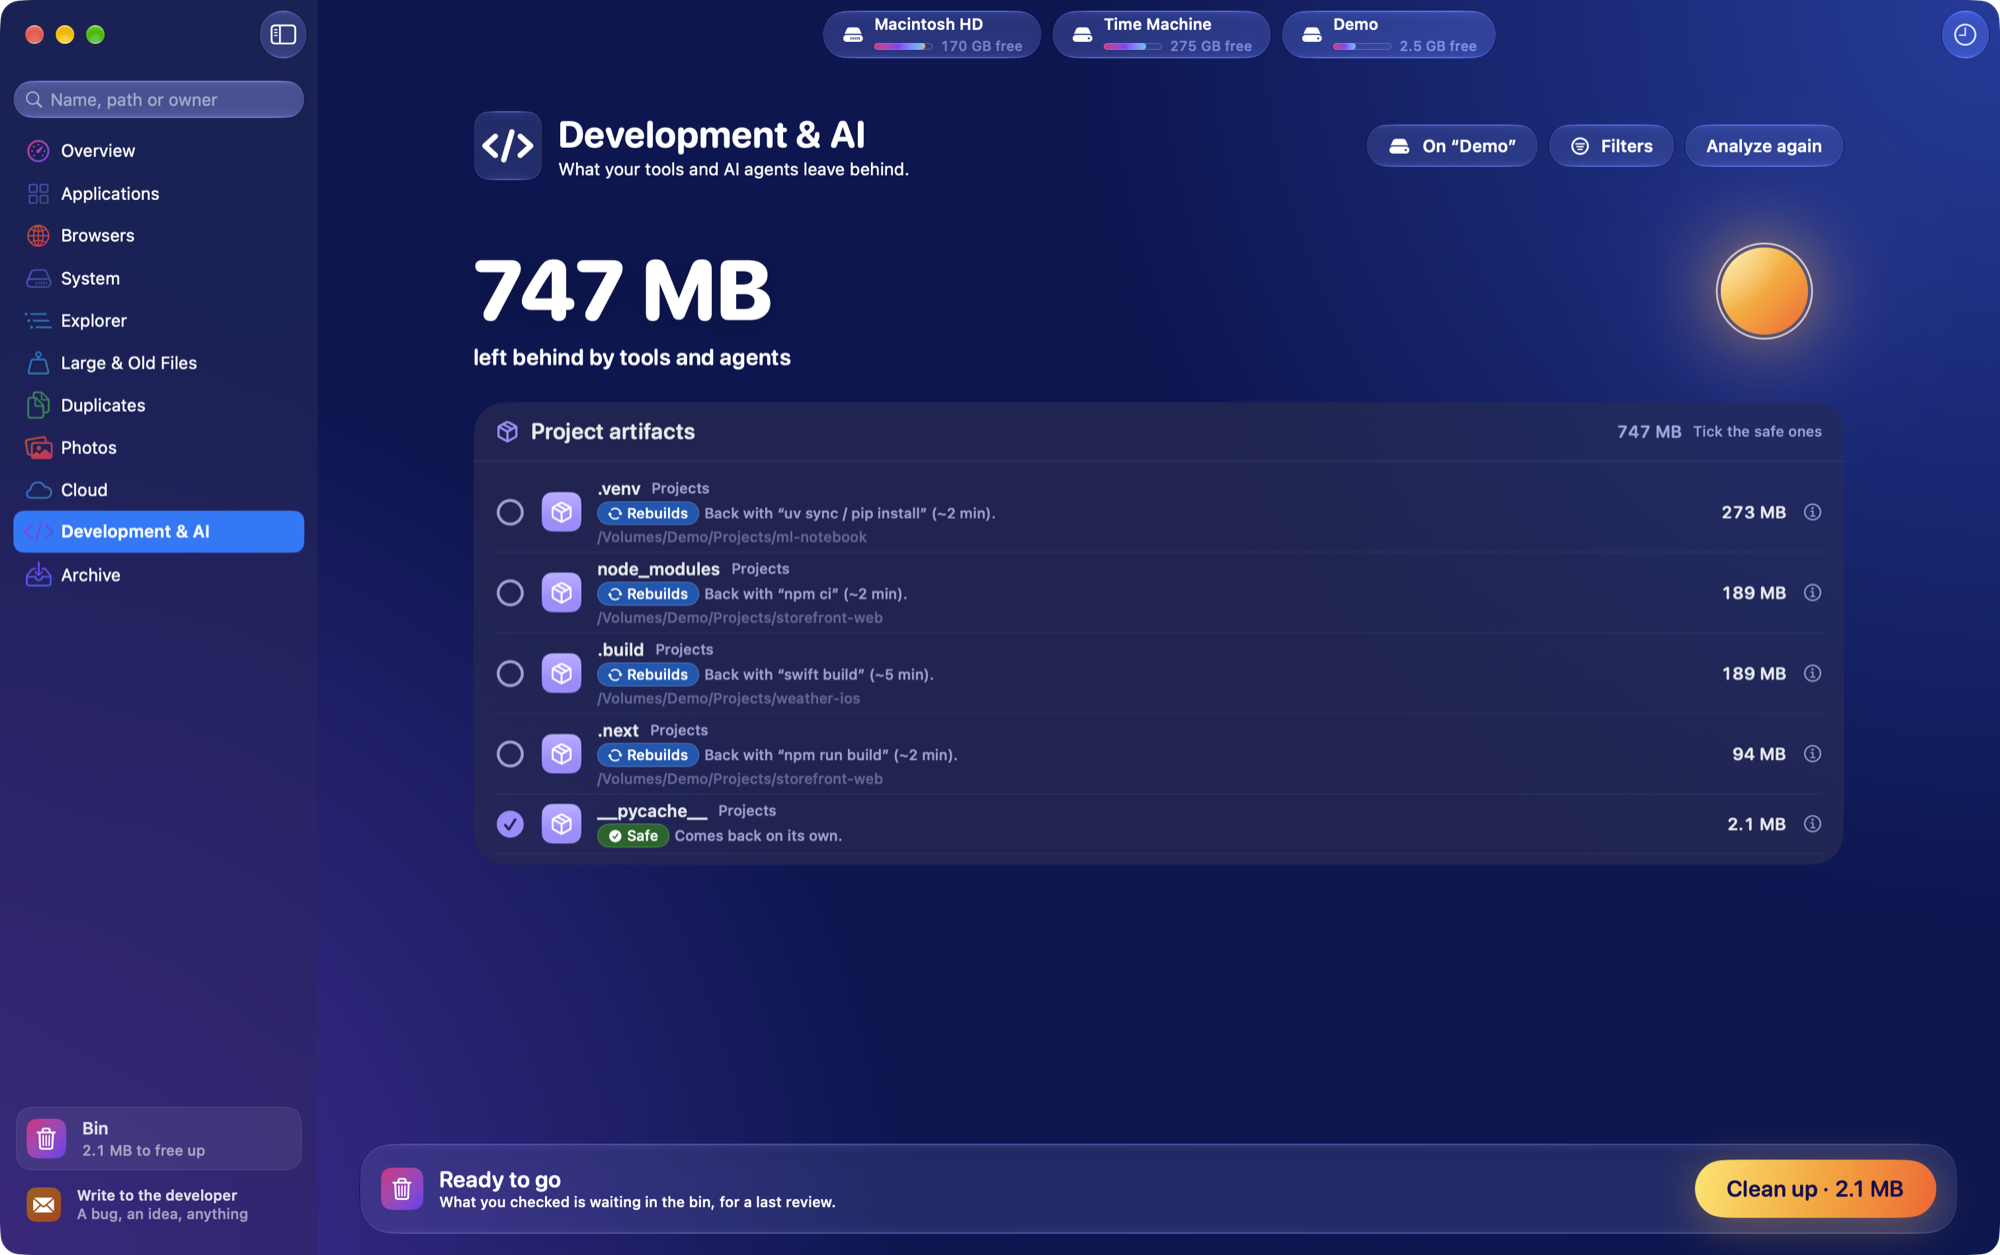 Macintosh HD
170 GB free
Time Machine
275 GB free
Demo
2.5 GB free
Name, path or owner
Overview
Applications
Browsers
System
Explorer
Large & Old Files
Duplicates
Photos
Cloud
Development & AI
Archive
Bin
2.1 MB to free up
Write to the developer
A bug, an idea, anything
Development & AI
What your tools and AI agents leave behind.
On “Demo”
Filters
Analyze again
747 MB
left behind by tools and agents
Project artifacts
747 MB Tick the safe ones
.venv Projects
Rebuilds Back with “uv sync / pip install” (~2 min).
/Volumes/Demo/Projects/ml-notebook
273 MB
node_modules Projects
Rebuilds Back with “npm ci” (~2 min).
/Volumes/Demo/Projects/storefront-web
189 MB
.build Projects
Rebuilds Back with “swift build” (~5 min).
/Volumes/Demo/Projects/weather-ios
189 MB
.next Projects
Rebuilds Back with “npm run build” (~2 min).
/Volumes/Demo/Projects/storefront-web
94 MB
__pycache__ Projects
Safe Comes back on its own.
2.1 MB
Ready to go
What you checked is waiting in the bin, for a last review.
Clean up · 2.1 MB